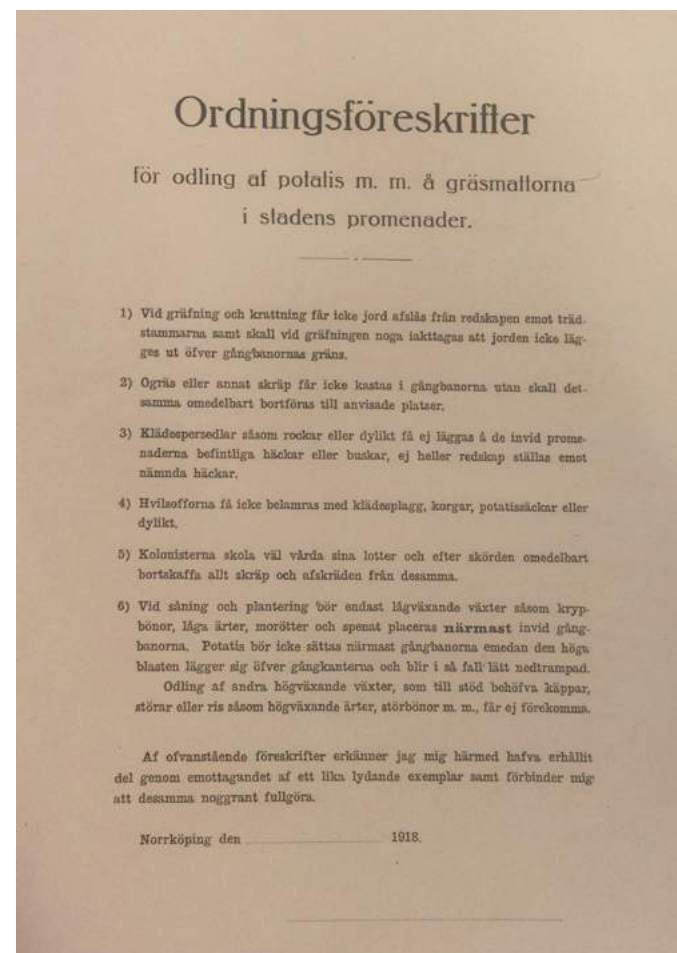 Ordningsföreskrifter
för odling af potatis m. m. å gräsmattorna
i stadens promenader.
1) Vid gräfning och krattning får icke jord afslås från redskapen emot träd-
stammarna samt skall vid gräfningen noga iakttagas att jorden icke läg-
ges ut öfver gångbanornas gräns.
2) Ogräs eller annat skräp får icke kastas i gångbanorna utan skall det-
samma omedelbart bortföras till anvisade platser.
3) Klädespersedlar såsom rockar eller dylikt få ej läggas å de invid prome-
naderna befintliga häckar eller buskar, ej heller redskap ställas emot
nämnda häckar.
4) Hvilsofforna få icke belamras med klädesplagg, korgar, potatissäckar eller
dylikt.
5) Kolonisterna skola väl vårda sina lotter och efter skörden omedelbart
bortskaffa allt skräp och afskräden från desamma.
6) Vid såning och plantering bör endast lågväxande växter såsom kryp-
bönor, låga ärter, morötter och spenat placeras närmast invid gång-
banorna. Potatis bör icke sättas närmast gångbanorna emedan den höga
blasten lägger sig öfver gångkanterna och blir i så fall lätt nedtrampad.
Odling af andra högväxande växter, som till stöd behöfva käppar,
störar eller ris såsom högväxande ärter, störbönor m. m., får ej förekomma.
Af ofvanstående föreskrifter erkänner jag mig härmed hafva erhållit
del genom emottagandet af ett lika lydande exemplar samt förbinder mig
att desamma noggrant fullgöra.
Norrköping den 1918.